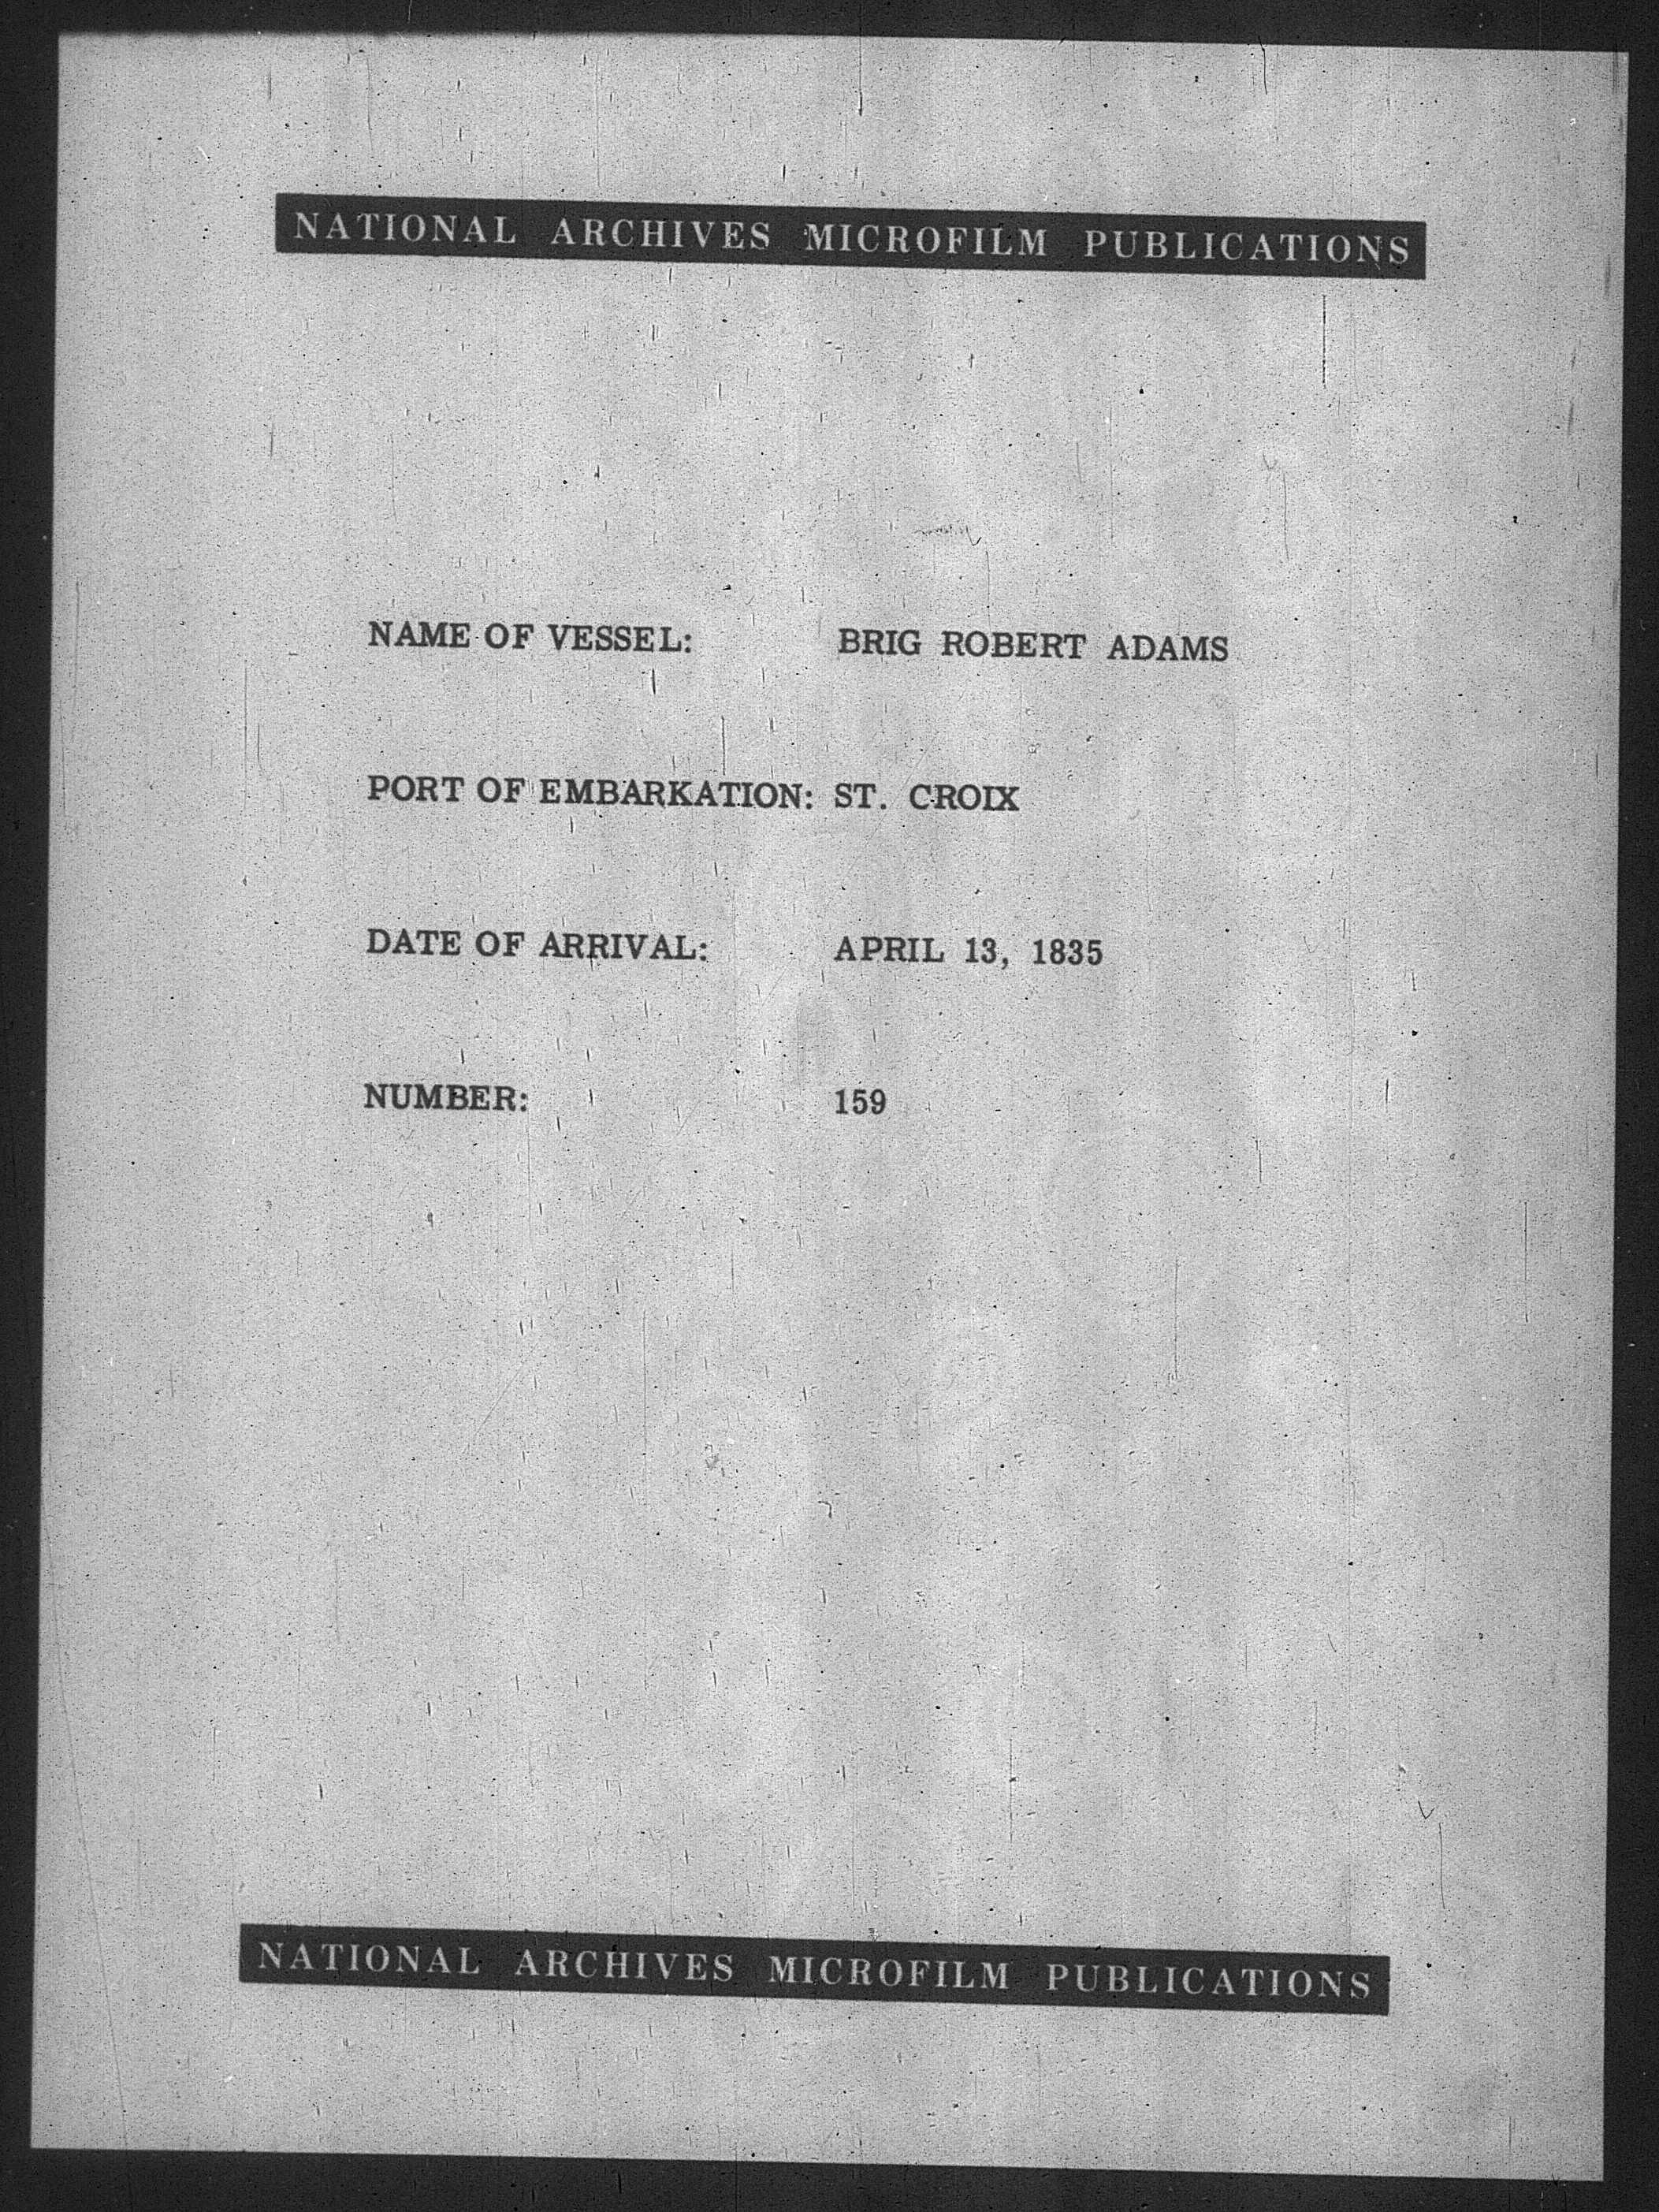 NATIONAL ARCHIVES MICROFILM PUBLICATIONS
NAME OF VESSEL: BRIG ROBERT ADAMS
PORT OF EMBARKATION: ST. CROIX
DATE OF ARRIVAL: APRIL 13, 1835
NUMBER: 159
NATIONAL ARCHIVES MICROFILM PUBLICATIONS